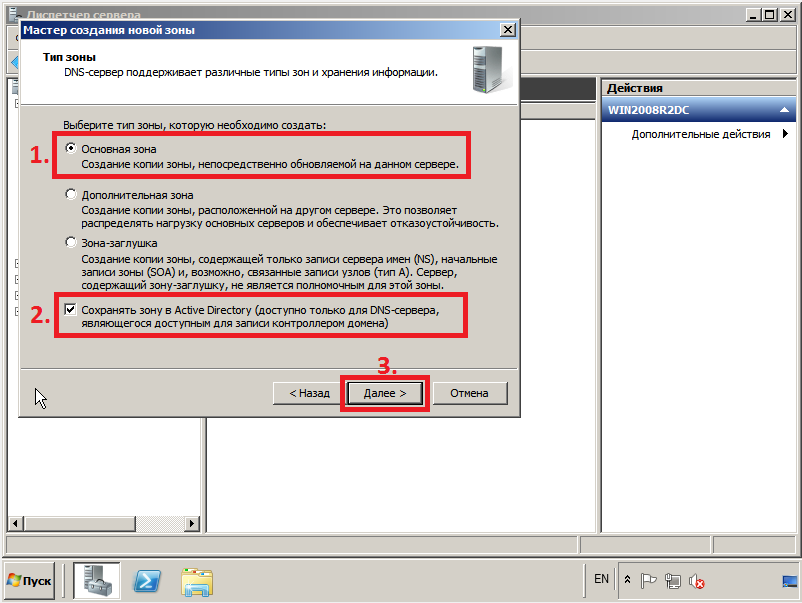 Диспетчер сервера
Мастер создания новой зоны
Тип зоны
DNS-сервер поддерживает различные типы зон и хранения информации.
Действия
WIN2008R2DC
Дополнительные действия
Выберите тип зоны, которую необходимо создать:
1.
Основная зона
Создание копии зоны, непосредственно обновляемой на данном сервере.
Дополнительная зона
Создание копии зоны, расположенной на другом сервере. Это позволяет
распределять нагрузку основных серверов и обеспечивает отказоустойчивость.
Зона-заглушка
Создание копии зоны, содержащей только записи сервера имен (NS), начальные
записи зоны (SOA) и, возможно, связанные записи узлов (тип A). Сервер,
содержащий зону-заглушку, не является полномочным для этой зоны.
2.
Сохранять зону в Active Directory (доступно только для DNS-сервера,
являющегося доступным для записи контроллером домена)
3.
< Назад
Далее >
Отмена
Пуск
EN